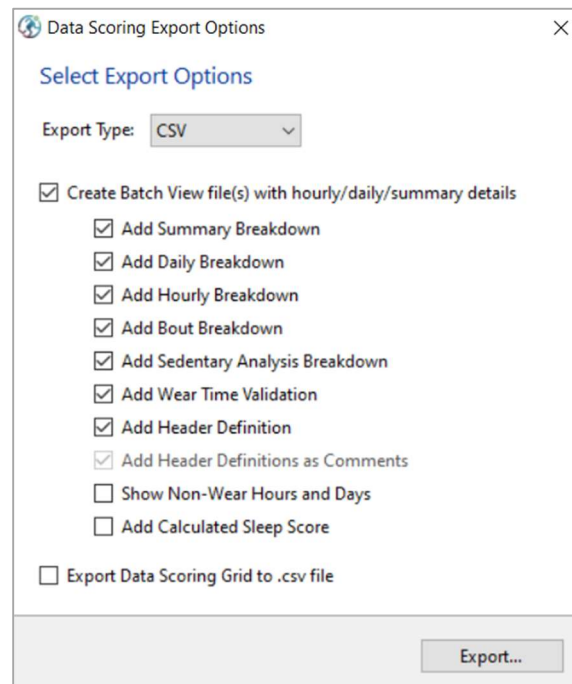 Data Scoring Export Options
Select Export Options
Export Type: CSV
Create Batch View file(s) with hourly/daily/summary details
Add Summary Breakdown
Add Daily Breakdown
Add Hourly Breakdown
Add Bout Breakdown
Add Sedentary Analysis Breakdown
Add Wear Time Validation
Add Header Definition
Add Header Definitions as Comments
Show Non-Wear Hours and Days
Add Calculated Sleep Score
Export Data Scoring Grid to .csv file
Export...